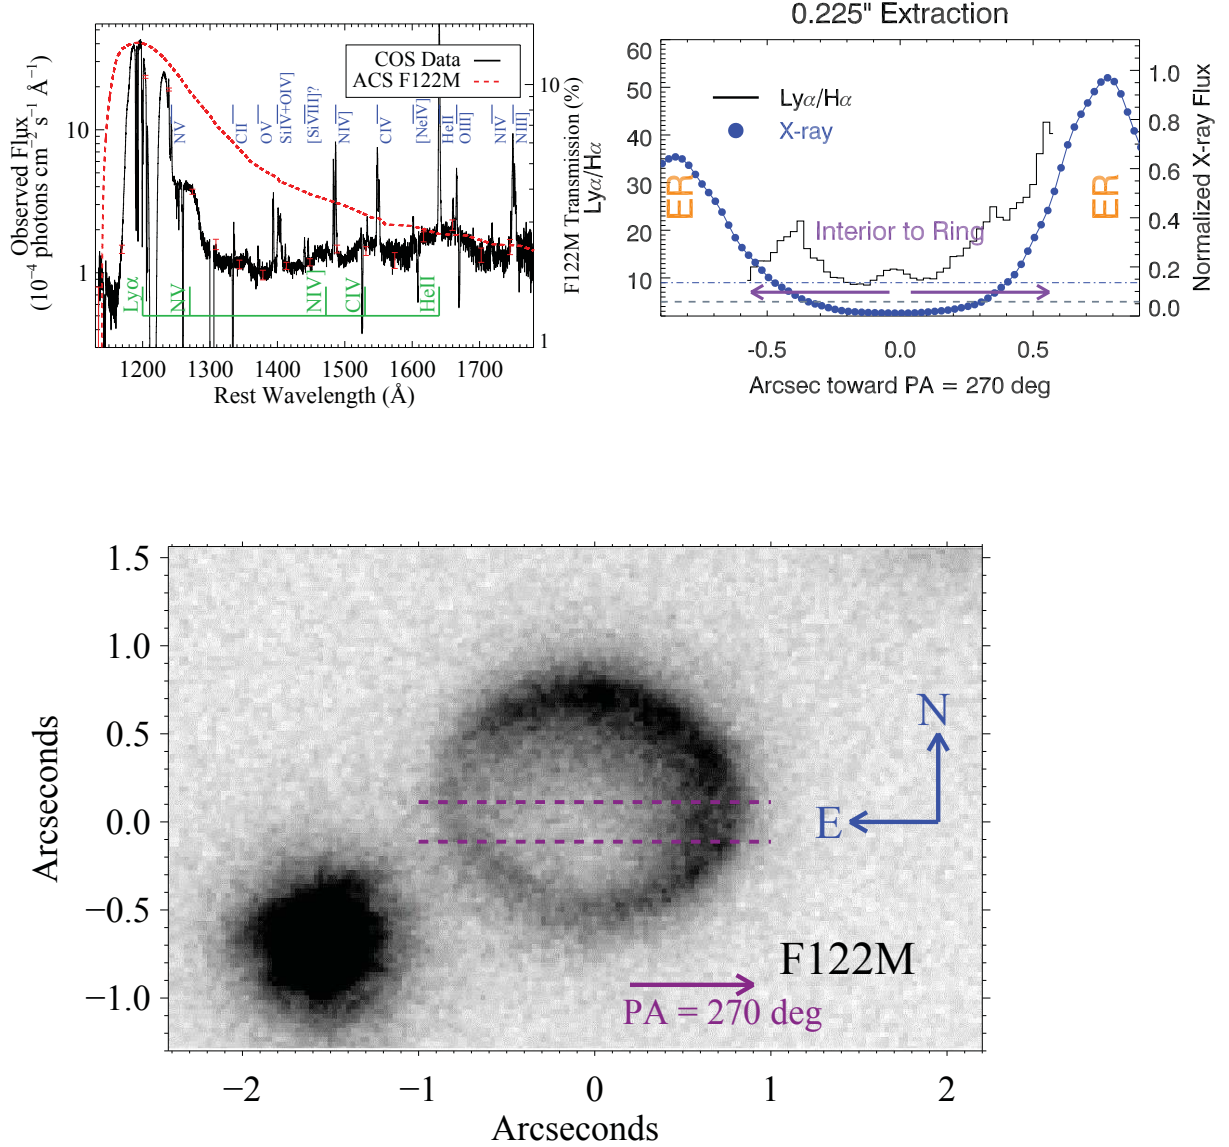 COS Data
ACS F122M
Observed Flux
(10⁻⁴ photons cm⁻² s⁻¹ Å⁻¹)
10
1
NV
CII
OV
SiIV+OIV]
[SiVIII]?
NIV]
CIV
[NeIV]
HeII
OIII]
NIV
NIII]
Lyα
NV
NIV]
CIV
HeII
10
1
F122M Transmission (%)
1200 1300 1400 1500 1600 1700
Rest Wavelength (Å)
0.225" Extraction
Lyα/Hα
60
50
40
30
20
10
Lyα/Hα
X-ray
ER
ER
Interior to Ring
1.0
0.8
0.6
0.4
0.2
0.0
Normalized X-ray Flux
-0.5 0.0 0.5
Arcsec toward PA = 270 deg
Arcseconds
1.5
1.0
0.5
0.0
−0.5
−1.0
N
E
F122M
PA = 270 deg
−2 −1 0 1 2
Arcseconds